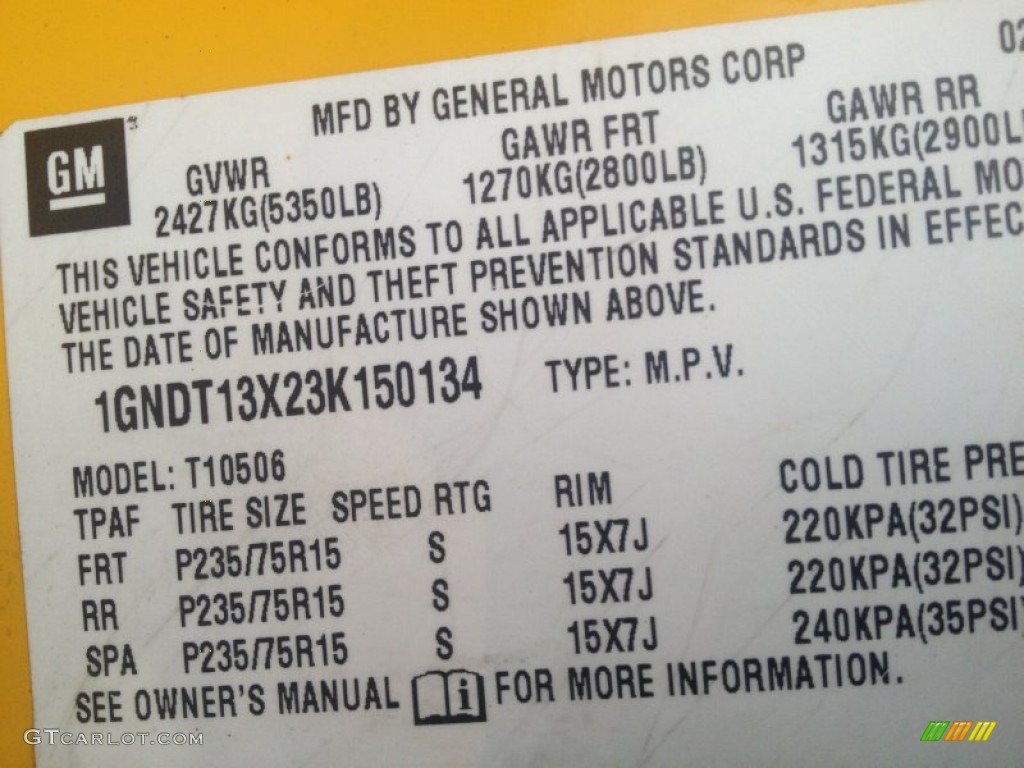 02
MFD BY GENERAL MOTORS CORP
GM
GVWR GAWR FRT GAWR RR
2427KG(5350LB) 1270KG(2800LB) 1315KG(2900L
THIS VEHICLE CONFORMS TO ALL APPLICABLE U.S. FEDERAL MO
VEHICLE SAFETY AND THEFT PREVENTION STANDARDS IN EFFEC
THE DATE OF MANUFACTURE SHOWN ABOVE.
1GNDT13X23K150134 TYPE: M.P.V.
MODEL: T10506
TPAF TIRE SIZE SPEED RTG RIM COLD TIRE PRE
FRT P235/75R15 S 15X7J 220KPA(32PSI)
RR P235/75R15 S 15X7J 220KPA(32PSI)
SPA P235/75R15 S 15X7J 240KPA(35PSI
SEE OWNER'S MANUAL i FOR MORE INFORMATION.
GTCARLOT.COM